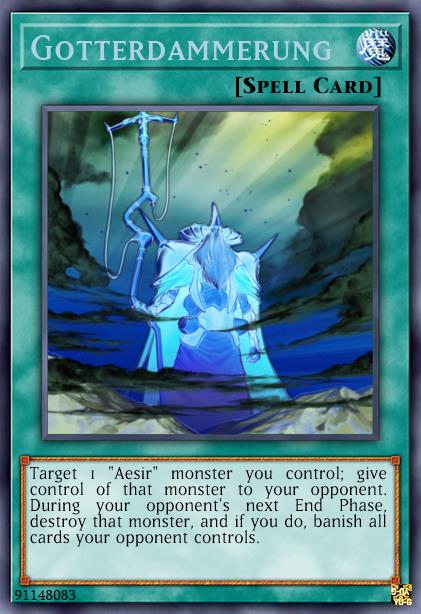 GOTTERDAMMERUNG
魔
[SPELL CARD]
Target 1 "Aesir" monster you control; give
control of that monster to your opponent.
During your opponent's next End Phase,
destroy that monster, and if you do, banish all
cards your opponent controls.
91148083